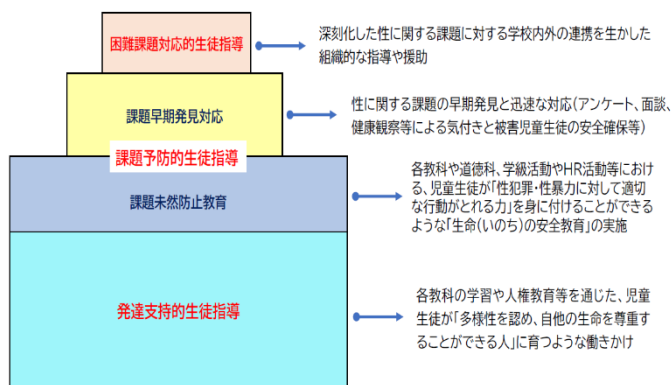 困難課題対応的生徒指導
深刻化した性に関する課題に対する学校内外の連携を生かした
組織的な指導や援助
課題早期発見対応
性に関する課題の早期発見と迅速な対応(アンケート、面談、
健康観察等による気付きと被害児童生徒の安全確保等)
課題予防的生徒指導
課題未然防止教育
各教科や道徳科、学級活動やHR活動等におけ
る、児童生徒が「性犯罪・性暴力に対して適切
な行動がとれる力」を身に付けることができる
ような「生命(いのち)の安全教育」の実施
発達支持的生徒指導
各教科の学習や人権教育等を通じた、児童
生徒が「多様性を認め、自他の生命を尊重す
ることができる人」に育つような働きかけ